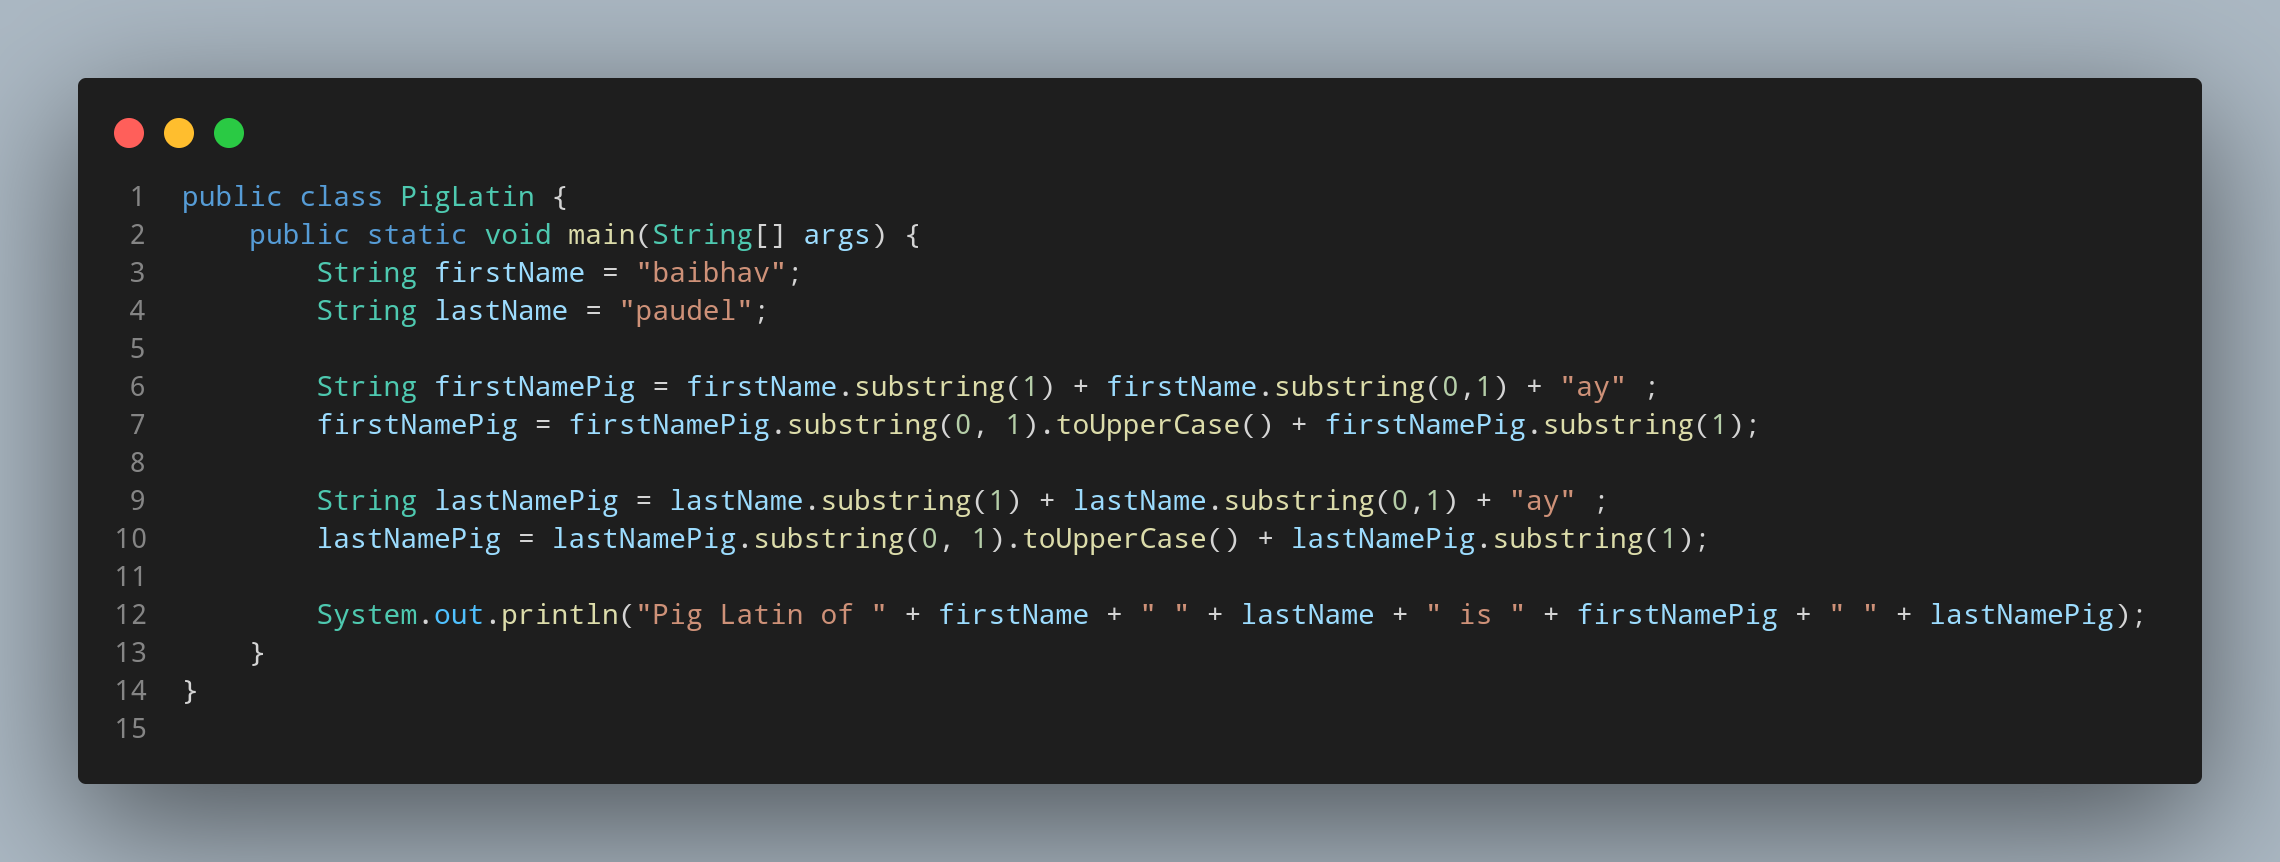 1 public class PigLatin {
2     public static void main(String[] args) {
3         String firstName = "baibhav";
4         String lastName = "paudel";
5
6         String firstNamePig = firstName.substring(1) + firstName.substring(0,1) + "ay" ;
7         firstNamePig = firstNamePig.substring(0, 1).toUpperCase() + firstNamePig.substring(1);
8
9         String lastNamePig = lastName.substring(1) + lastName.substring(0,1) + "ay" ;
10         lastNamePig = lastNamePig.substring(0, 1).toUpperCase() + lastNamePig.substring(1);
11
12         System.out.println("Pig Latin of " + firstName + " " + lastName + " is " + firstNamePig + " " + lastNamePig);
13     }
14 }
15